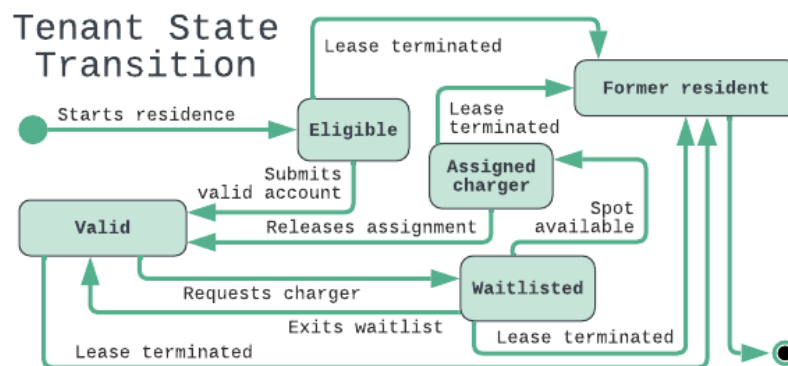 Tenant State
Transition
Lease terminated
Former resident
Starts residence
Eligible
Lease
terminated
Assigned
charger
Submits
valid account
Valid
Releases assignment
Spot
available
Requests charger
Waitlisted
Exits waitlist
Lease terminated
Lease terminated